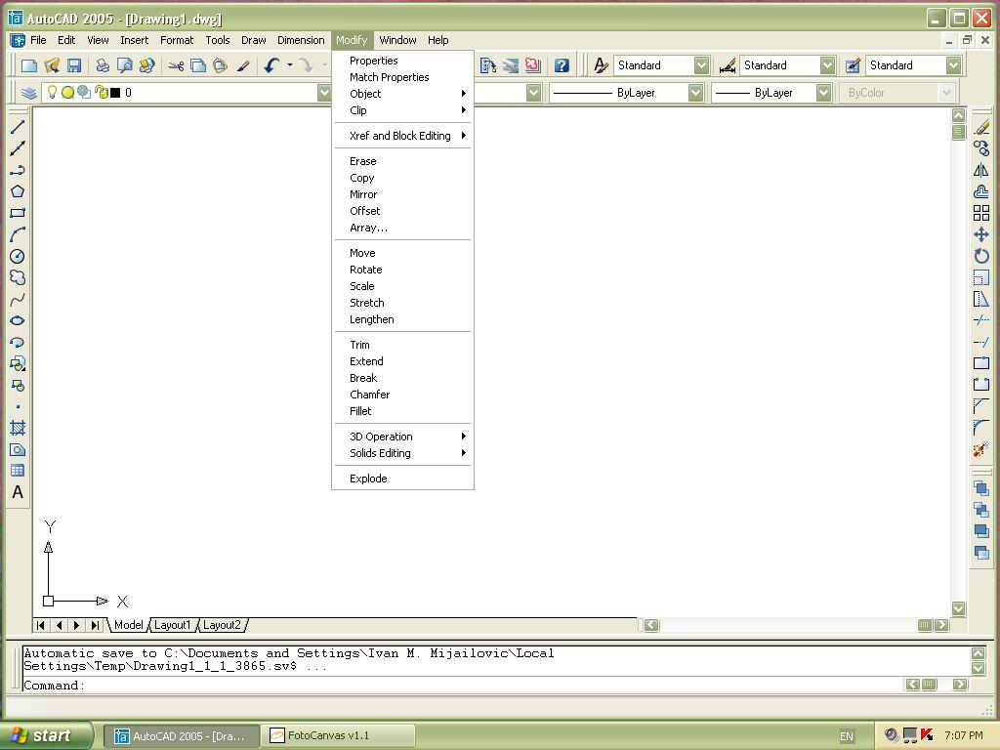 AutoCAD 2005 - [Drawing1.dwg]
File Edit View Insert Format Tools Draw Dimension Modify Window Help
Standard Standard Standard
0 ByLayer ByLayer ByColor
Properties
Match Properties
Object
Clip
Xref and Block Editing
Erase
Copy
Mirror
Offset
Array...
Move
Rotate
Scale
Stretch
Lengthen
Trim
Extend
Break
Chamfer
Fillet
3D Operation
Solids Editing
Explode
A
Y
X
Model Layout1 Layout2
Automatic save to C:\Documents and Settings\Ivan M. Mijailovic\Local
Settings\Temp\Drawing1_1_1_3865.sv$ ...
Command:
start AutoCAD 2005 - [Dra... FotoCanvas v1.1 EN 7:07 PM